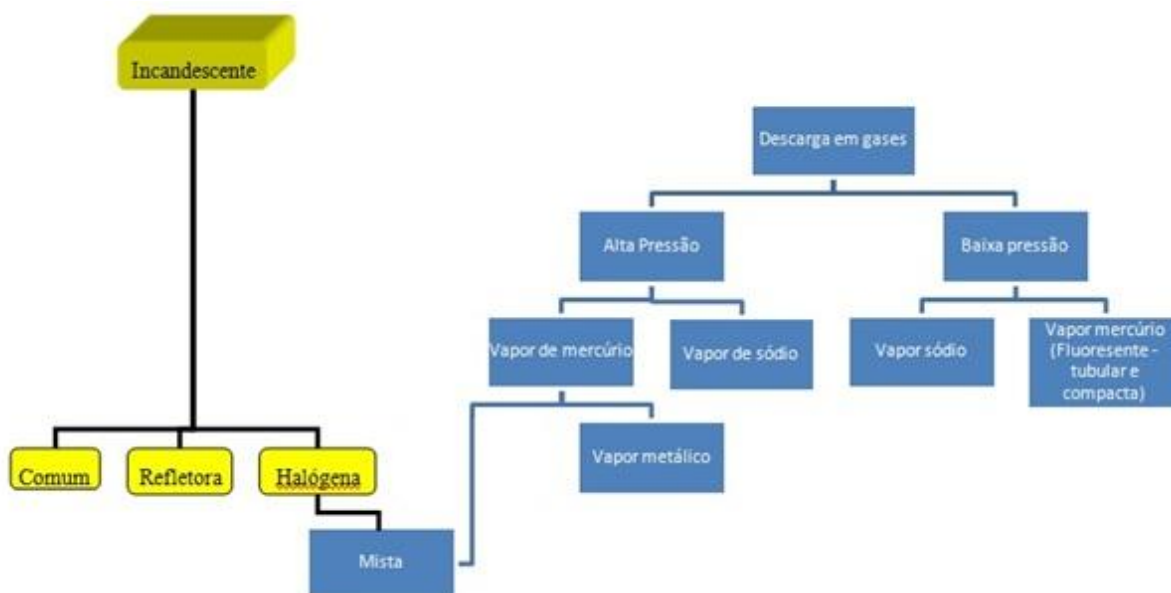 Incandescente
Descarga em gases
Alta Pressão
Baixa pressão
Vapor de mercúrio
Vapor de sódio
Vapor sódio
Vapor mercúrio
(Fluoresente -
tubular e
compacta)
Comum
Refletora
Halógena
Vapor metálico
Mista